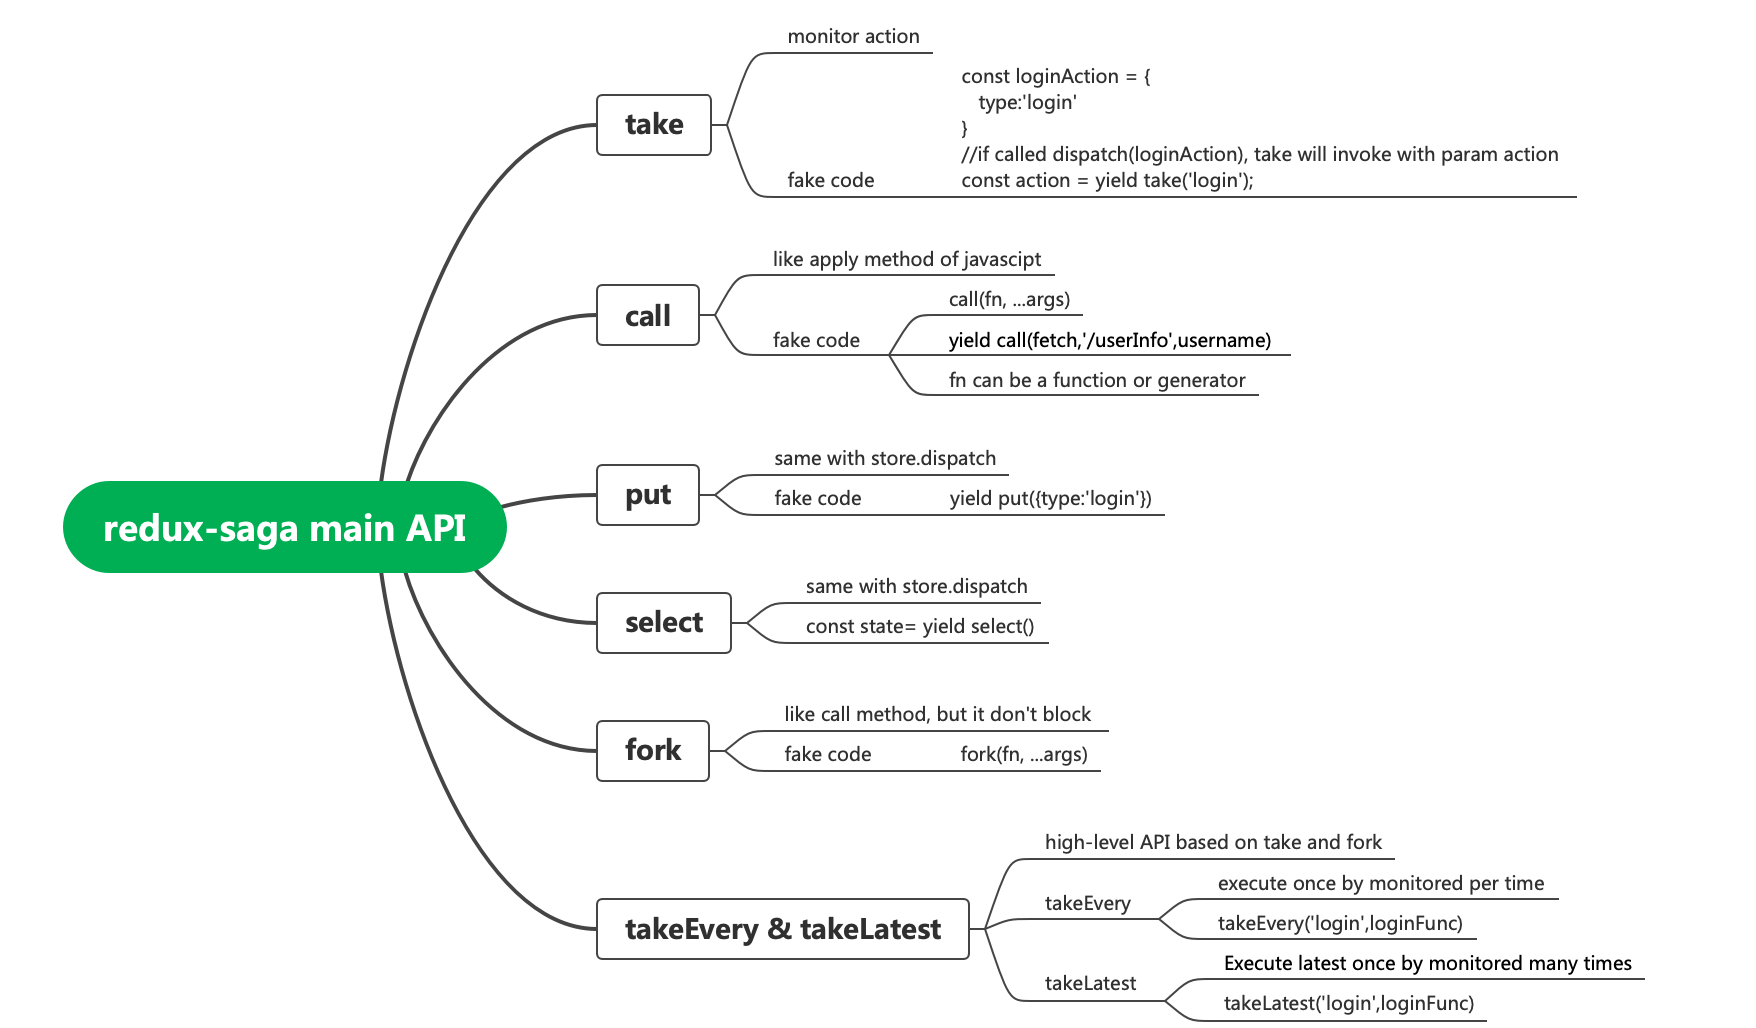 redux-saga main API
take
monitor action
fake code
const loginAction = {
type:'login'
}
//if called dispatch(loginAction), take will invoke with param action
const action = yield take('login');
call
like apply method of javascipt
fake code
call(fn, ...args)
yield call(fetch,'/userInfo',username)
fn can be a function or generator
put
same with store.dispatch
fake code
yield put({type:'login'})
select
same with store.dispatch
const state= yield select()
fork
like call method, but it don't block
fake code
fork(fn, ...args)
takeEvery & takeLatest
high-level API based on take and fork
takeEvery
execute once by monitored per time
takeEvery('login',loginFunc)
takeLatest
Execute latest once by monitored many times
takeLatest('login',loginFunc)